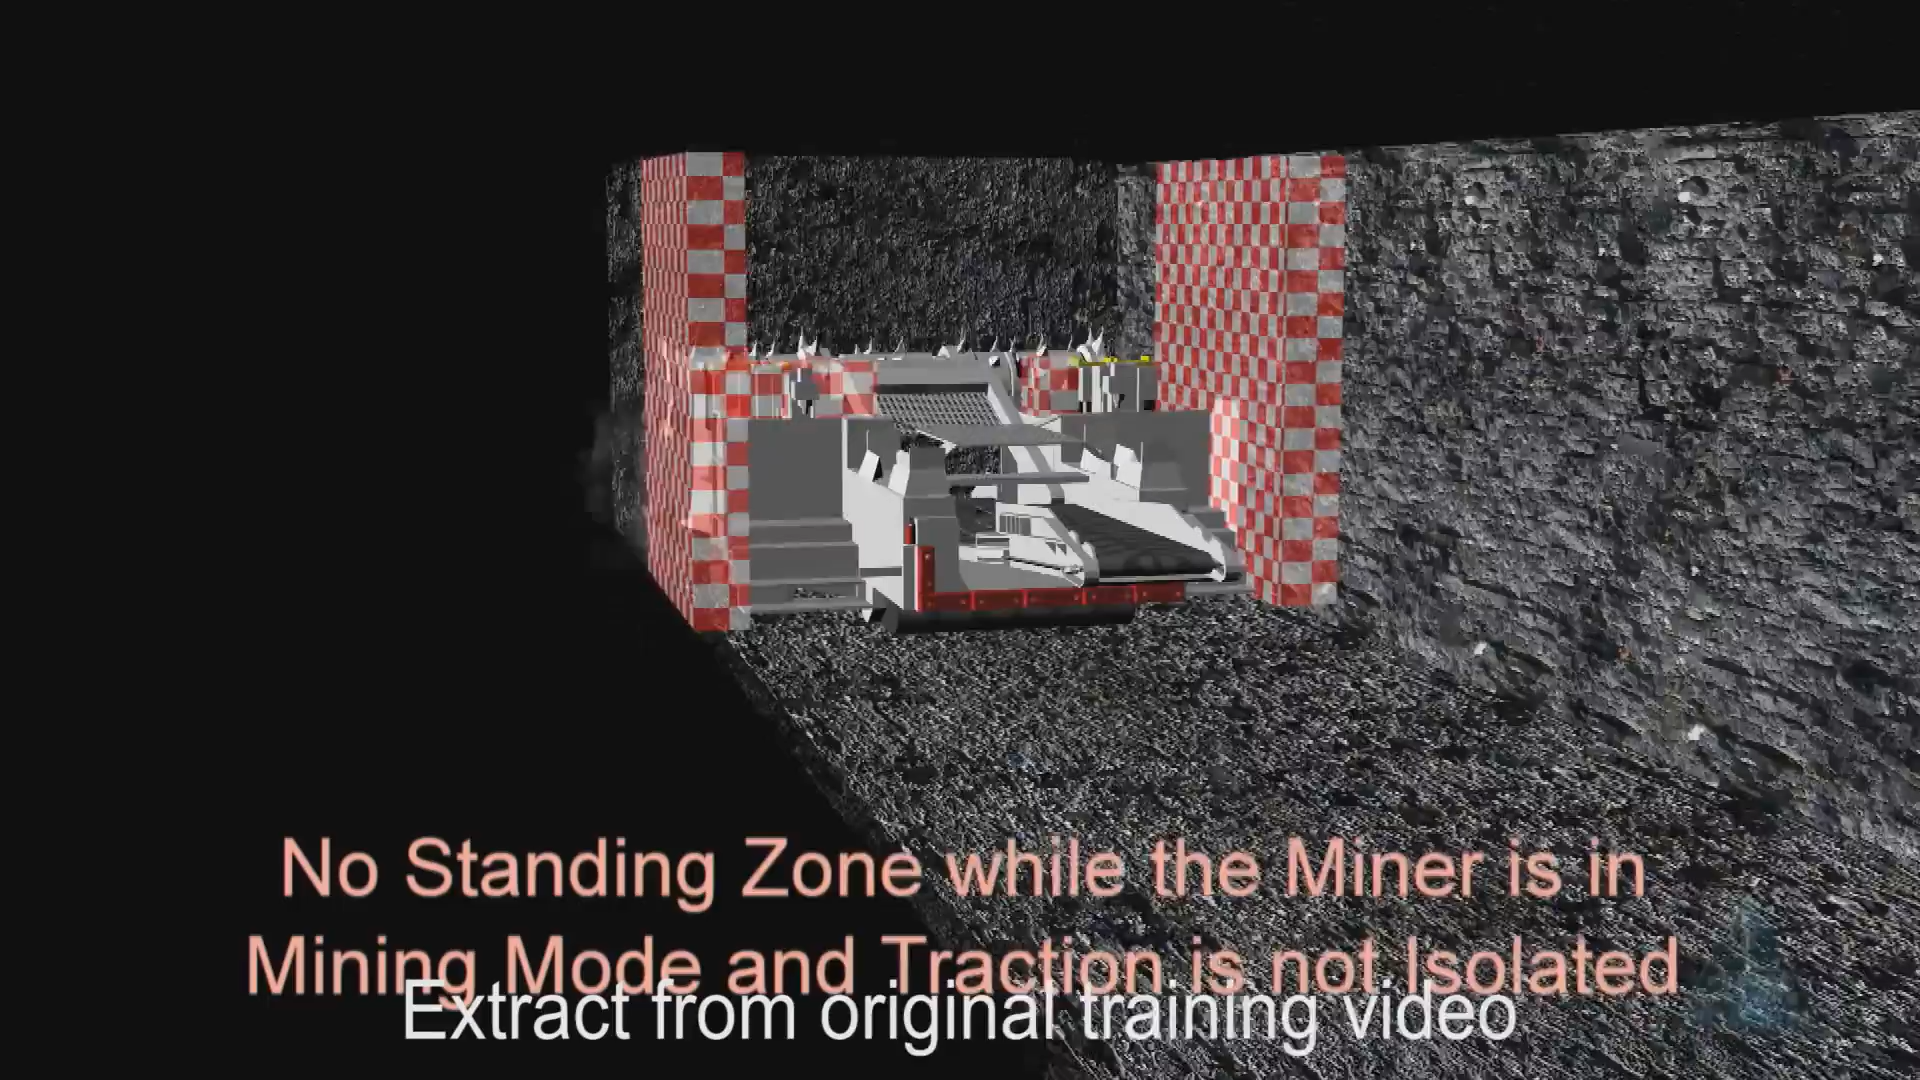 No Standing Zone while the Miner is in
Mining Mode and Traction is not Isolated
Extract from original training video